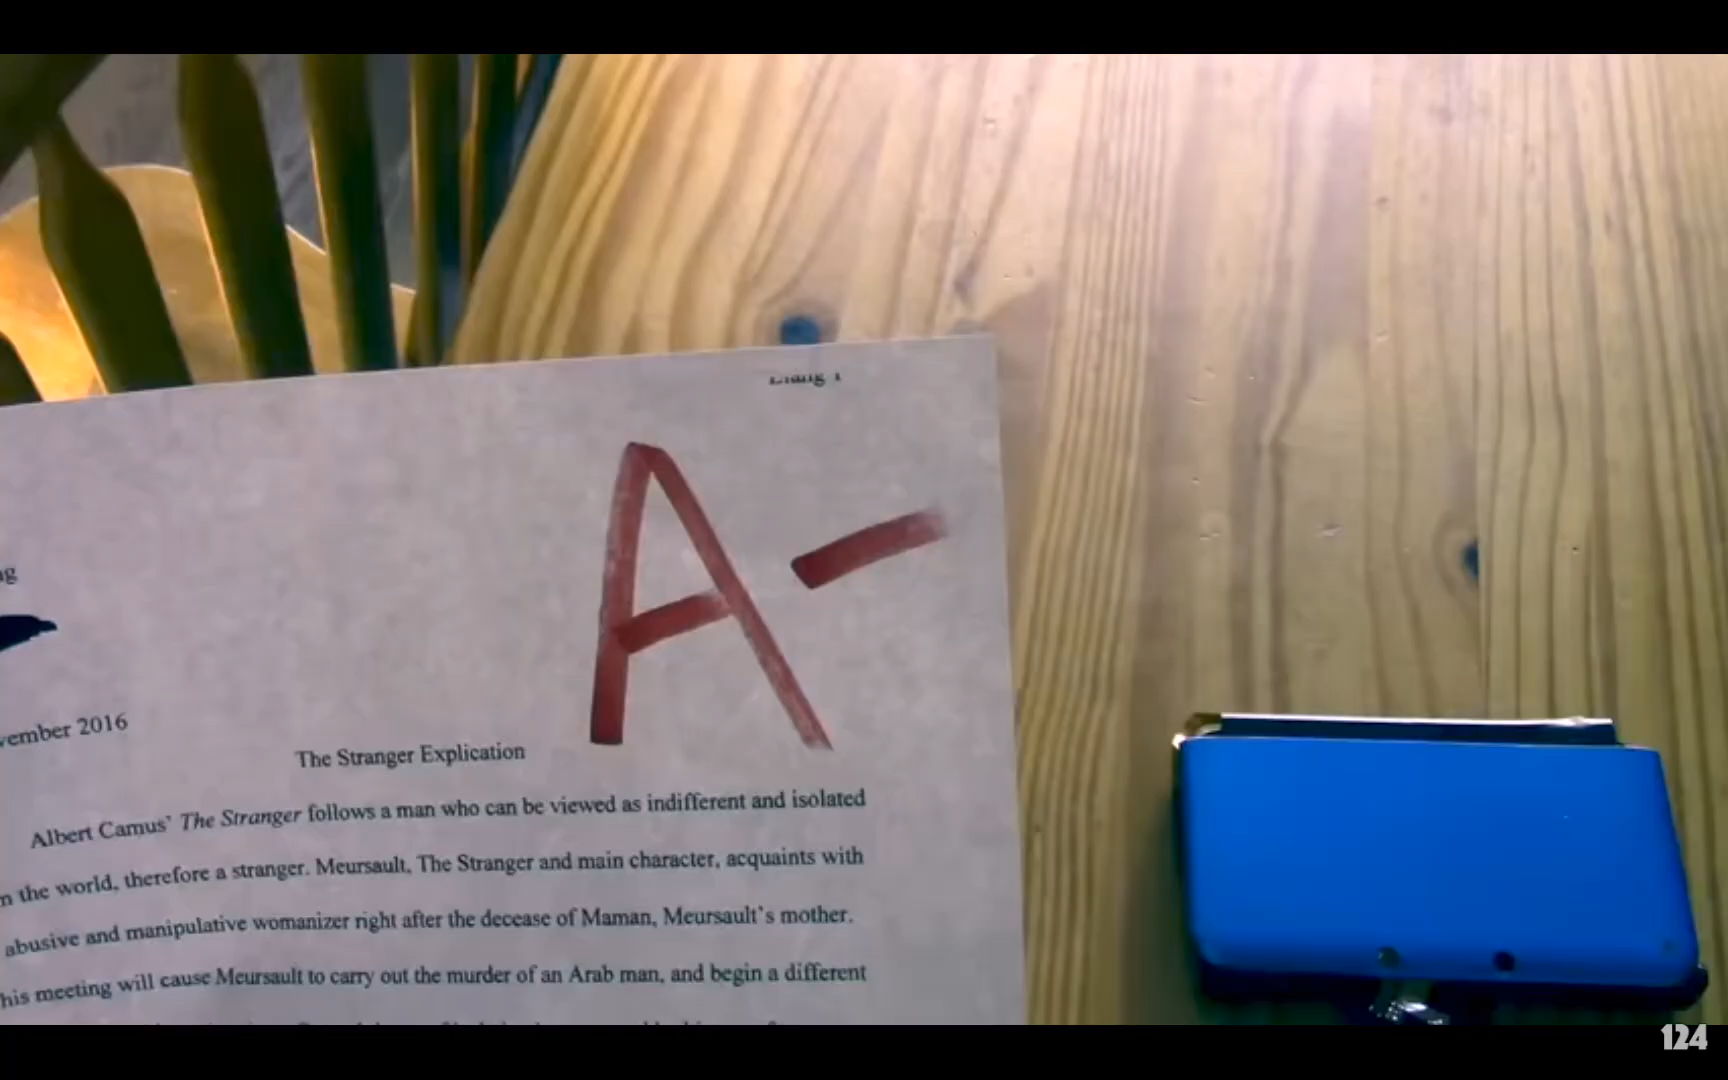 A-
ng
vember 2016
The Stranger Explication
Albert Camus' The Stranger follows a man who can be viewed as indifferent and isolated
n the world, therefore a stranger. Meursault, The Stranger and main character, acquaints with
abusive and manipulative womanizer right after the decease of Maman, Meursault's mother.
his meeting will cause Meursault to carry out the murder of an Arab man, and begin a different
124